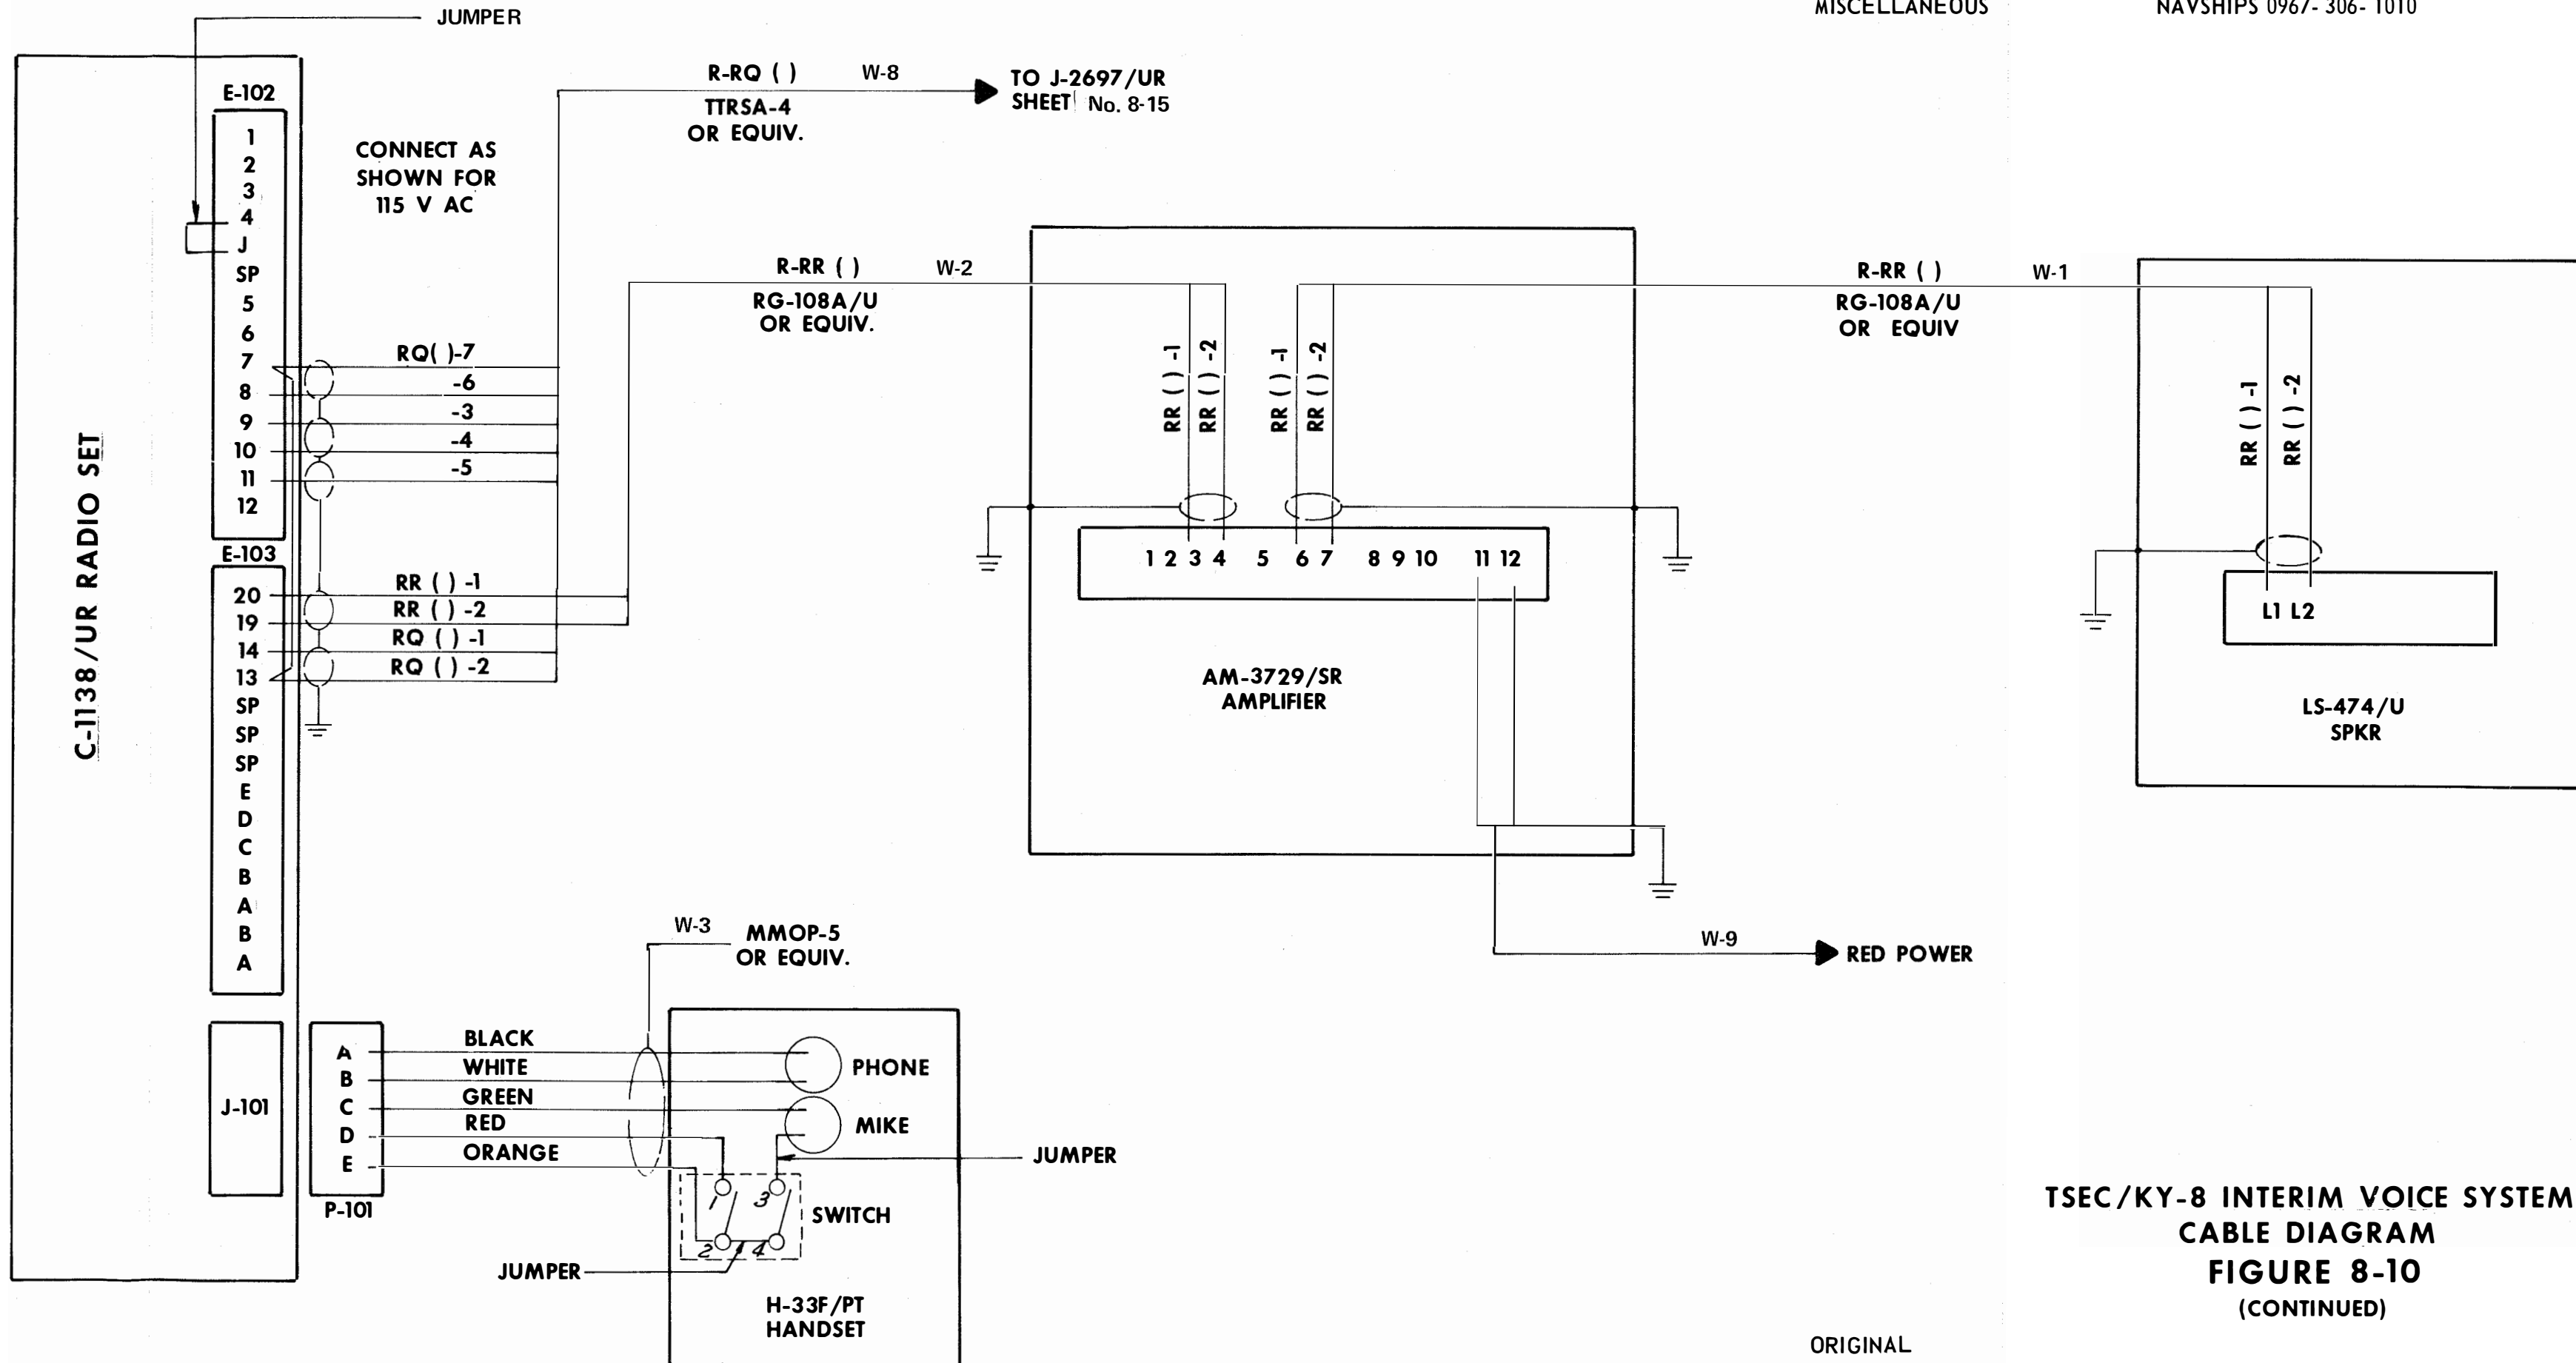 MISCELLANEOUS
NAVSHIPS 0967-306-1010
JUMPER
E-102
1
2
3
4
J
SP
5
6
7
8
9
10
11
12
CONNECT AS
SHOWN FOR
115 V AC
R-RQ ( ) W-8
TTRSA-4
OR EQUIV.
TO J-2697/UR
SHEET No. 8-15
RQ( )-7
-6
-3
-4
-5
C-1138/UR RADIO SET
E-103
20
19
14
13
SP
SP
SP
E
D
C
B
A
B
A
RR ( ) -1
RR ( ) -2
RQ ( ) -1
RQ ( ) -2
R-RR ( ) W-2
RG-108A/U
OR EQUIV.
RR ( ) -1
RR ( ) -2
RR ( ) -1
RR ( ) -2
1 2 3 4 5 6 7 8 9 10 11 12
AM-3729/SR
AMPLIFIER
R-RR ( ) W-1
RG-108A/U
OR EQUIV
RR ( ) -1
RR ( ) -2
L1 L2
LS-474/U
SPKR
W-9
RED POWER
W-3
MMOP-5
OR EQUIV.
J-101
A
B
C
D
E
P-101
BLACK
WHITE
GREEN
RED
ORANGE
PHONE
MIKE
JUMPER
1 3
2 4
SWITCH
JUMPER
H-33F/PT
HANDSET
TSEC/KY-8 INTERIM VOICE SYSTEM
CABLE DIAGRAM
FIGURE 8-10
(CONTINUED)
ORIGINAL